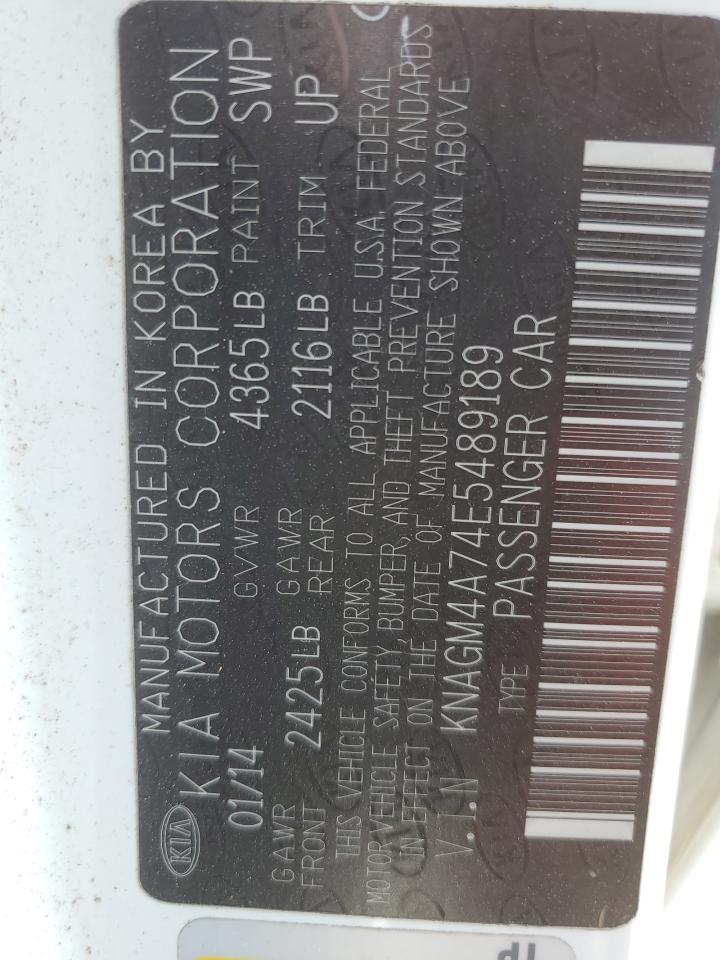 MANUFACTURED IN KOREA BY
KIA KIA MOTORS CORPORATION
01/14 GVWR 4365LB PAINT SWP
GAWR FRONT 2425LB GAWR REAR 2116LB TRIM UP
THIS VEHICLE CONFORMS TO ALL APPLICABLE U.S.A. FEDERAL
MOTOR VEHICLE SAFETY, BUMPER, AND THEFT PREVENTION STANDARDS
IN EFFECT ON THE DATE OF MANUFACTURE SHOWN ABOVE
V.I.N KNAGM4A74E5489189
TYPE PASSENGER CAR